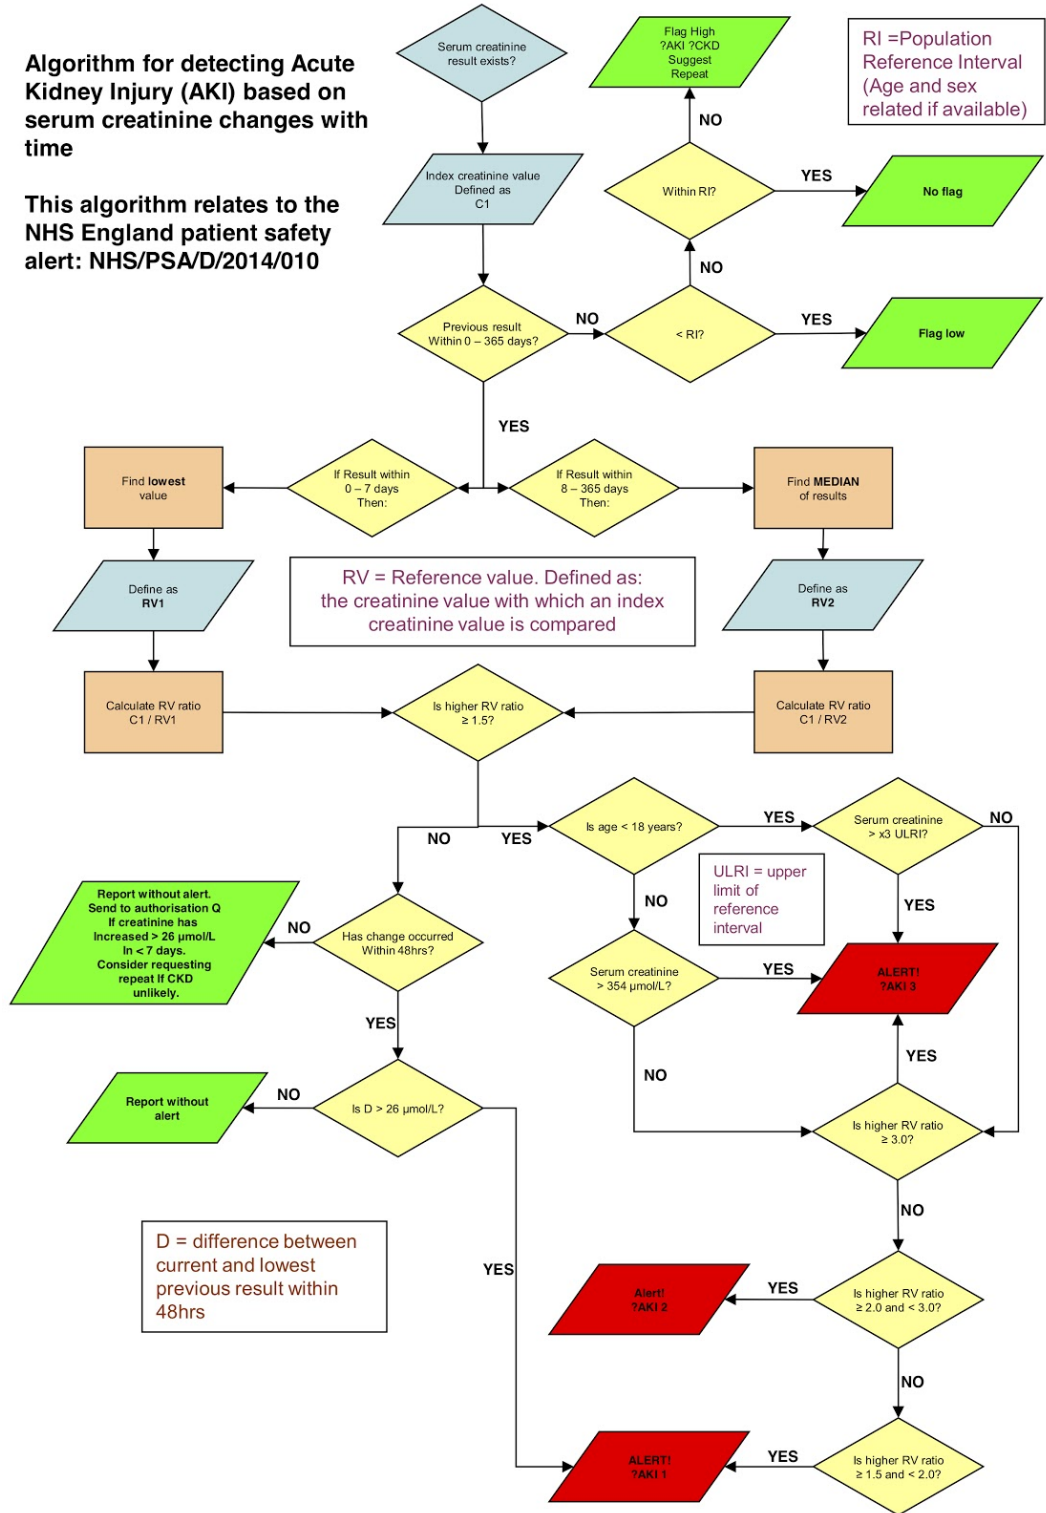 Algorithm for detecting Acute
Kidney Injury (AKI) based on
serum creatinine changes with
time
This algorithm relates to the
NHS England patient safety
alert: NHS/PSA/D/2014/010
Serum creatinine
result exists?
Flag High
?AKI ?CKD
Suggest
Repeat
RI =Population
Reference Interval
(Age and sex
related if available)
NO
Index creatinine value
Defined as
C1
Within RI?
YES
No flag
NO
Previous result
Within 0 – 365 days?
NO
< RI?
YES
Flag low
YES
Find lowest
value
If Result within
0 – 7 days
Then:
If Result within
8 – 365 days
Then:
Find MEDIAN
of results
Define as
RV1
RV = Reference value. Defined as:
the creatinine value with which an index
creatinine value is compared
Define as
RV2
Calculate RV ratio
C1 / RV1
Is higher RV ratio
≥ 1.5?
Calculate RV ratio
C1 / RV2
NO
YES
Is age < 18 years?
YES
Serum creatinine
> x3 ULRI?
NO
ULRI = upper
limit of
reference
interval
NO
YES
Report without alert.
Send to authorisation Q
If creatinine has
Increased > 26 µmol/L
In < 7 days.
Consider requesting
repeat If CKD
unlikely.
NO
Has change occurred
Within 48hrs?
Serum creatinine
> 354 µmol/L?
YES
ALERT!
?AKI 3
YES
NO
YES
Report without
alert
NO
Is D > 26 µmol/L?
Is higher RV ratio
≥ 3.0?
NO
D = difference between
current and lowest
previous result within
48hrs
YES
Alert!
?AKI 2
YES
Is higher RV ratio
≥ 2.0 and < 3.0?
NO
ALERT!
?AKI 1
YES
Is higher RV ratio
≥ 1.5 and < 2.0?